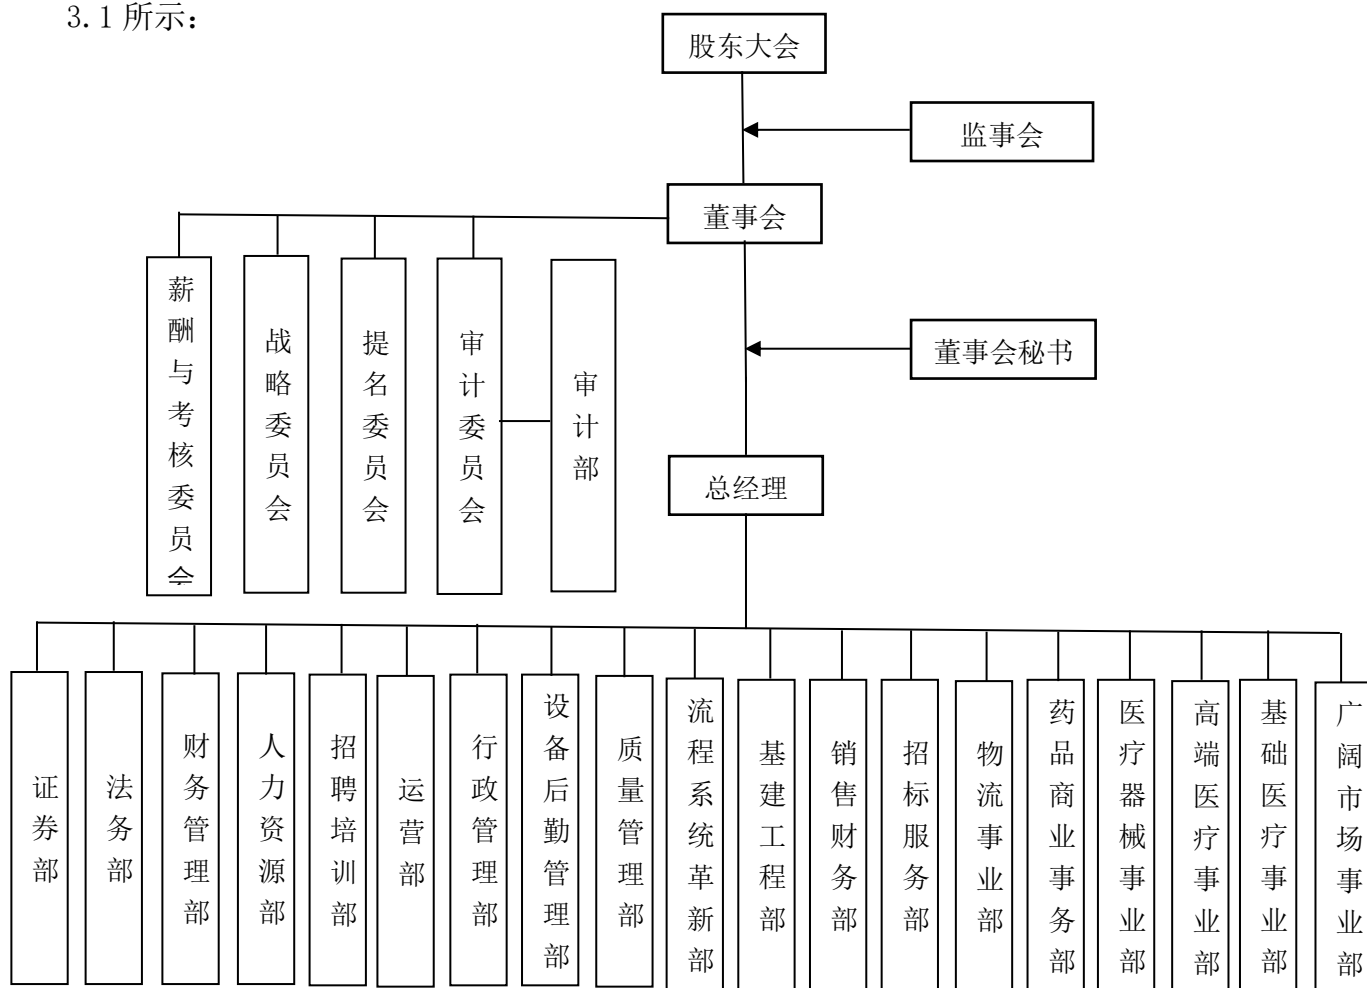 3.1 所示：
股东大会
监事会
董事会
薪酬与考核委员会
战略委员会
提名委员会
审计委员会
审计部
董事会秘书
总经理
证券部
法务部
财务管理部
人力资源部
招聘培训部
运营部
行政管理部
设备后勤管理部
质量管理部
流程系统革新部
基建工程部
销售财务部
招标服务部
物流事业部
药品商业事务部
医疗器械事业部
高端医疗事业部
基础医疗事业部
广阔市场事业部